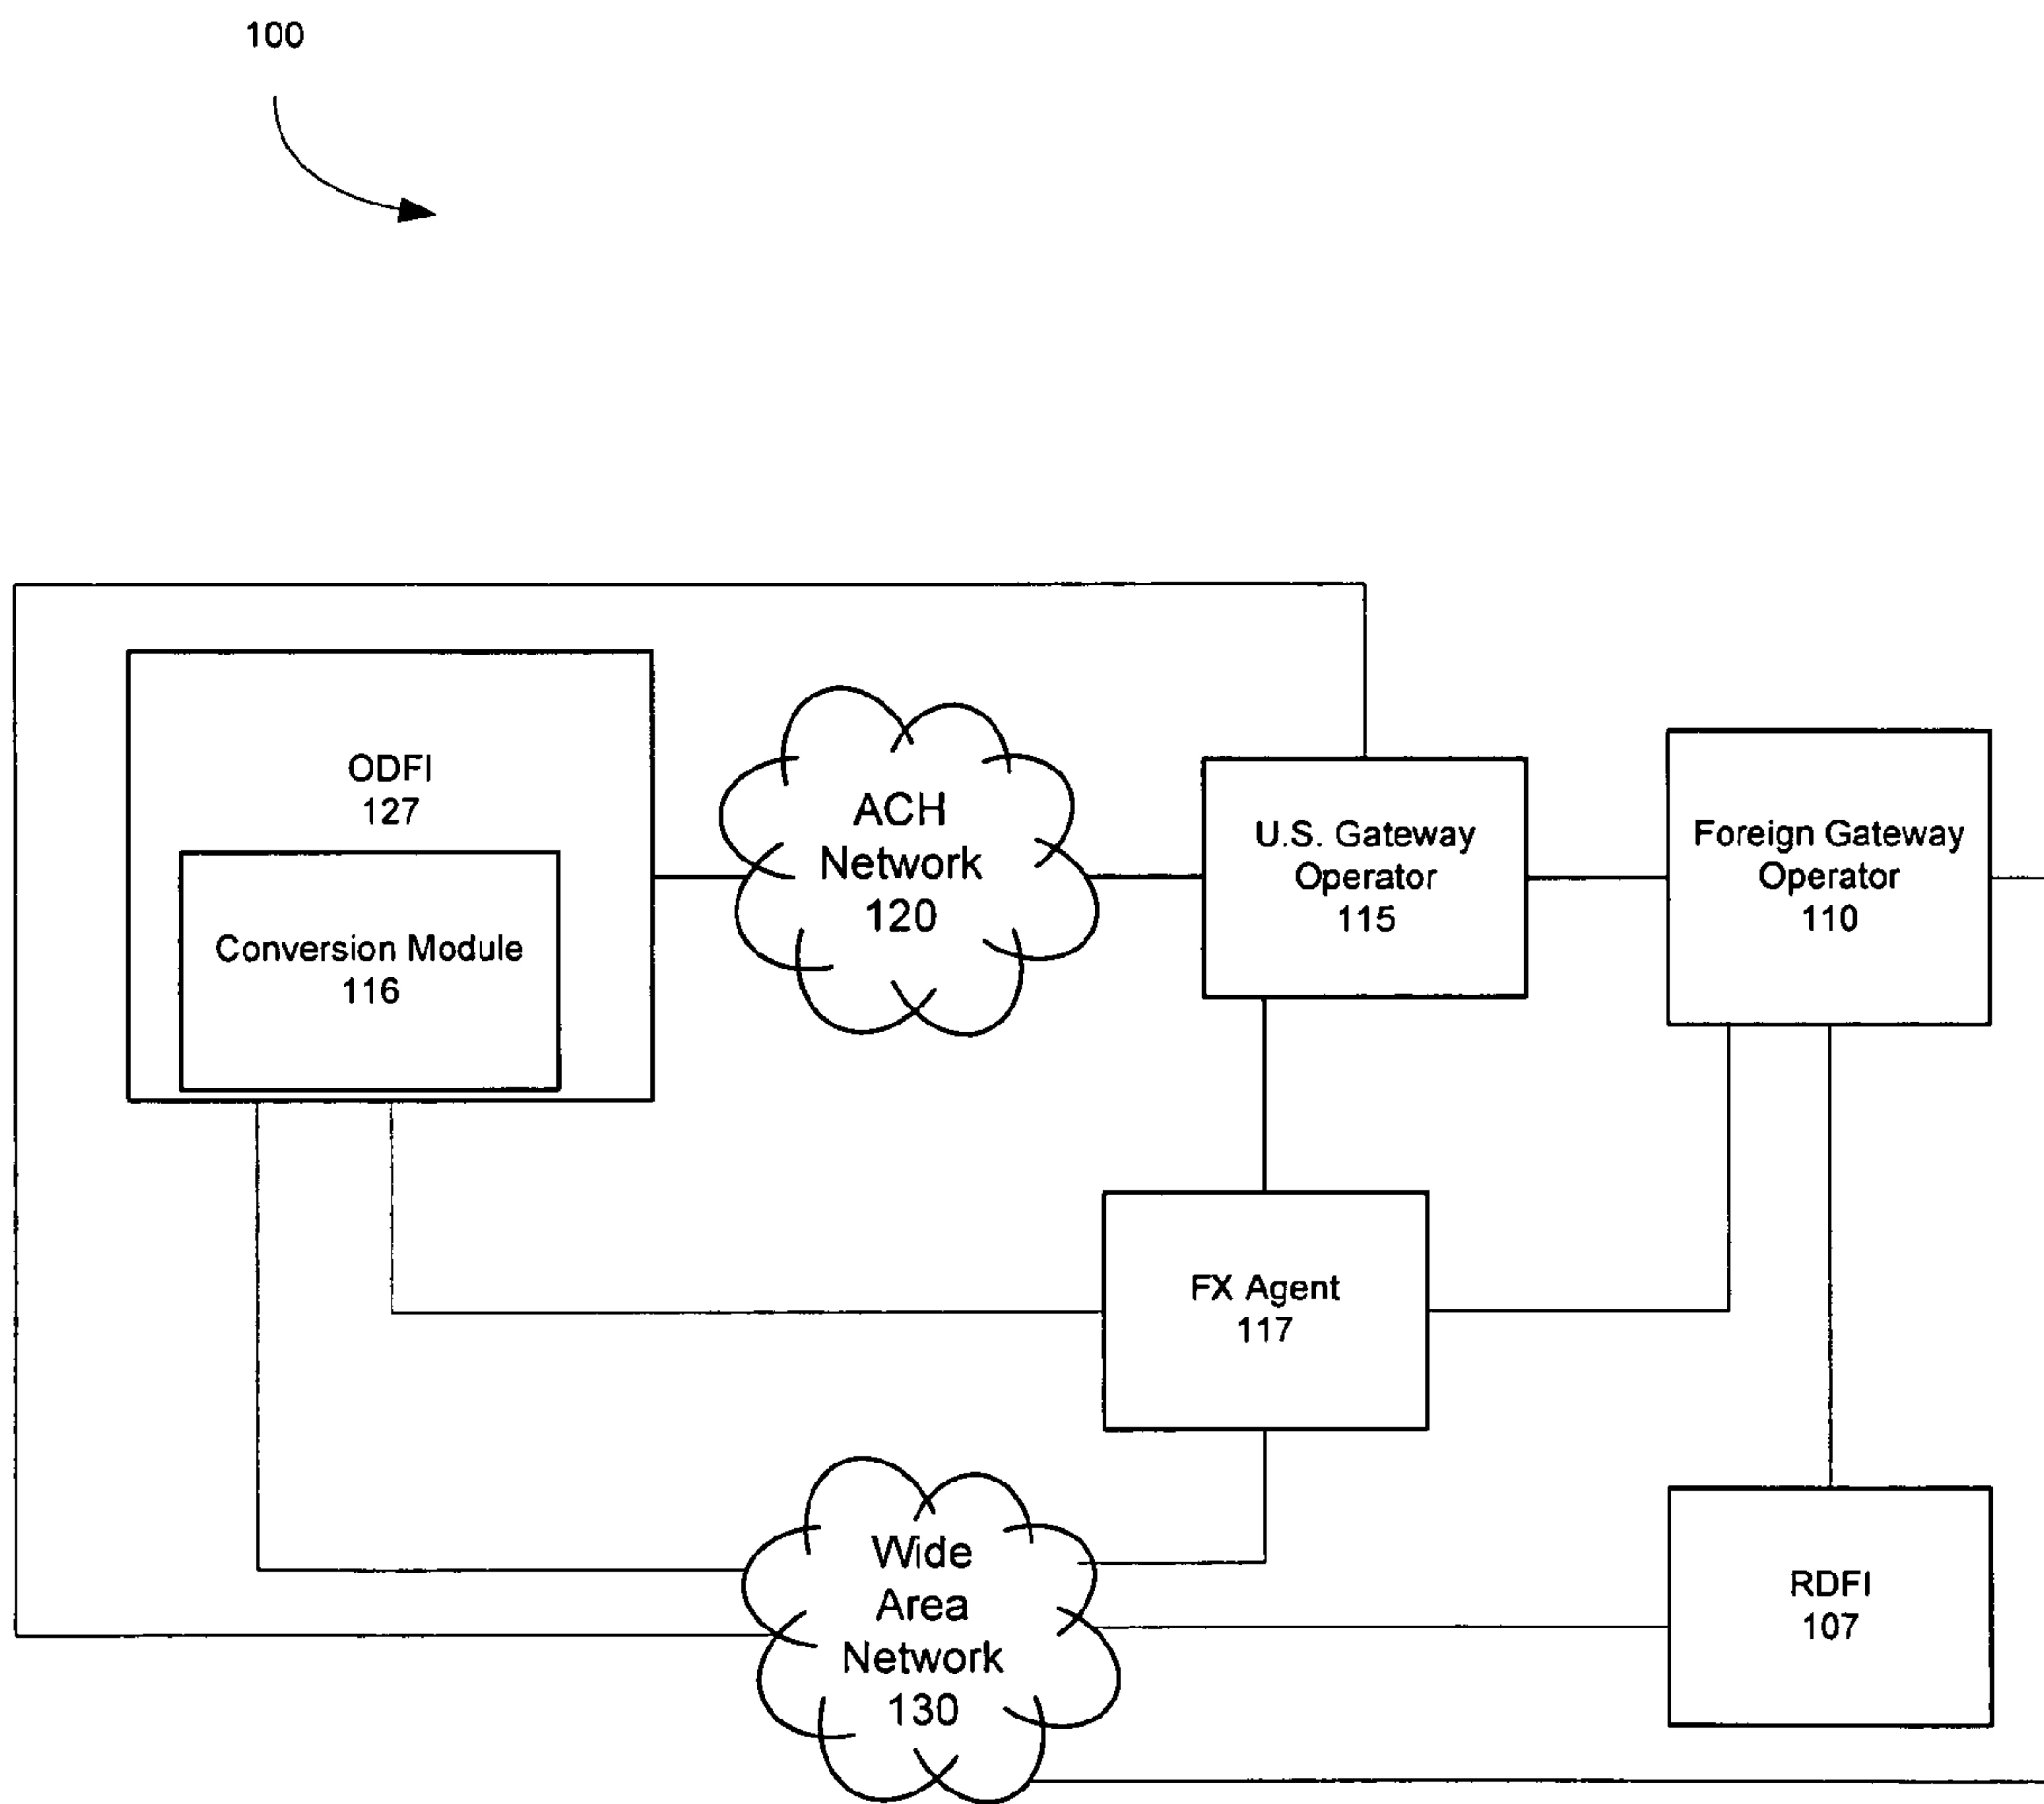 100
ODFI
127
Conversion Module
116
ACH
Network
120
U.S. Gateway
Operator
115
Foreign Gateway
Operator
110
FX Agent
117
Wide
Area
Network
130
RDFI
107